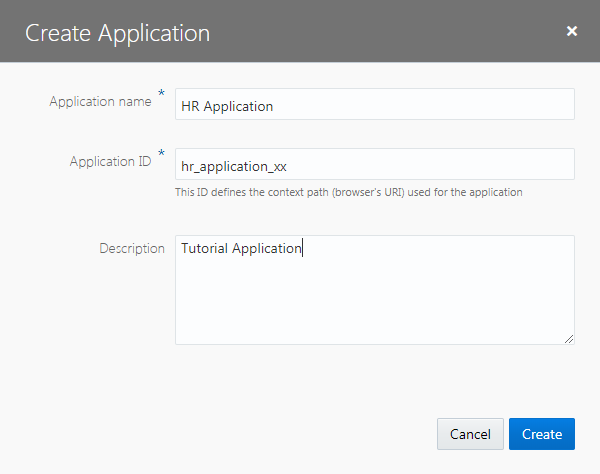 Create Application
Application name *
HR Application
Application ID *
hr_application_xx
This ID defines the context path (browser's URI) used for the application
Description
Tutorial Application
Cancel
Create